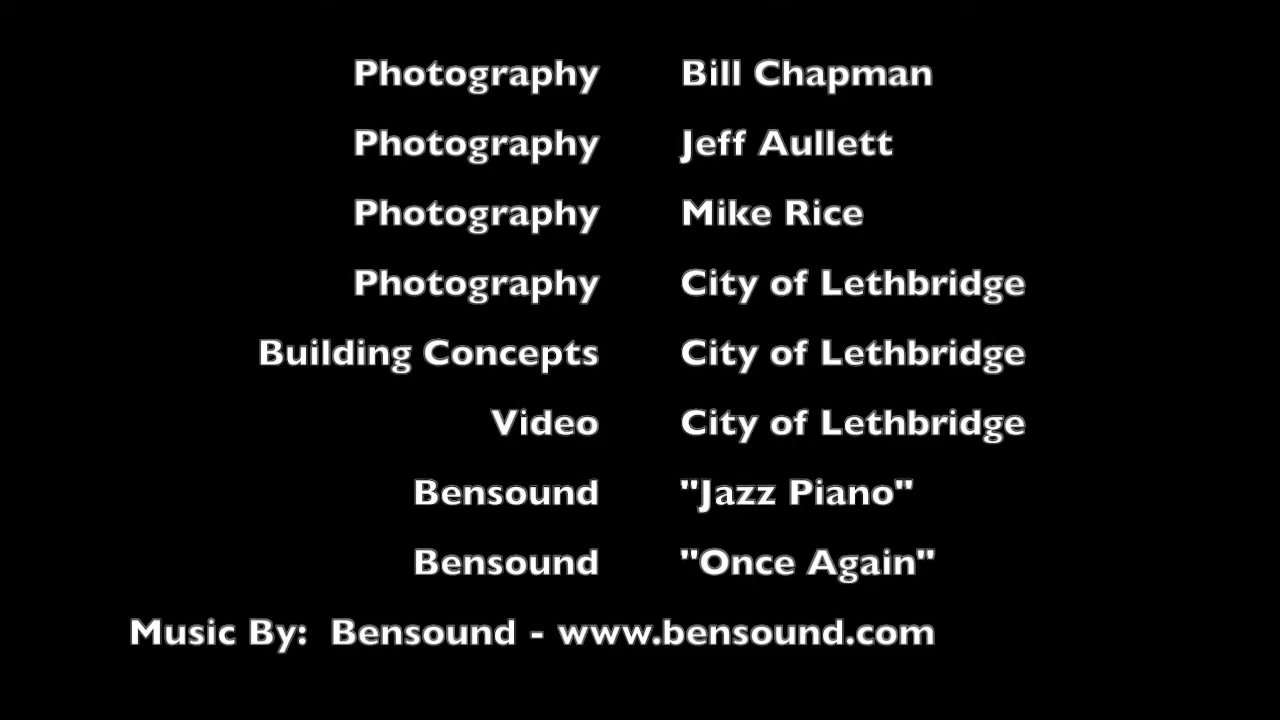 Photography Bill Chapman
Photography Jeff Aullett
Photography Mike Rice
Photography City of Lethbridge
Building Concepts City of Lethbridge
Video City of Lethbridge
Bensound "Jazz Piano"
Bensound "Once Again"
Music By: Bensound - www.bensound.com